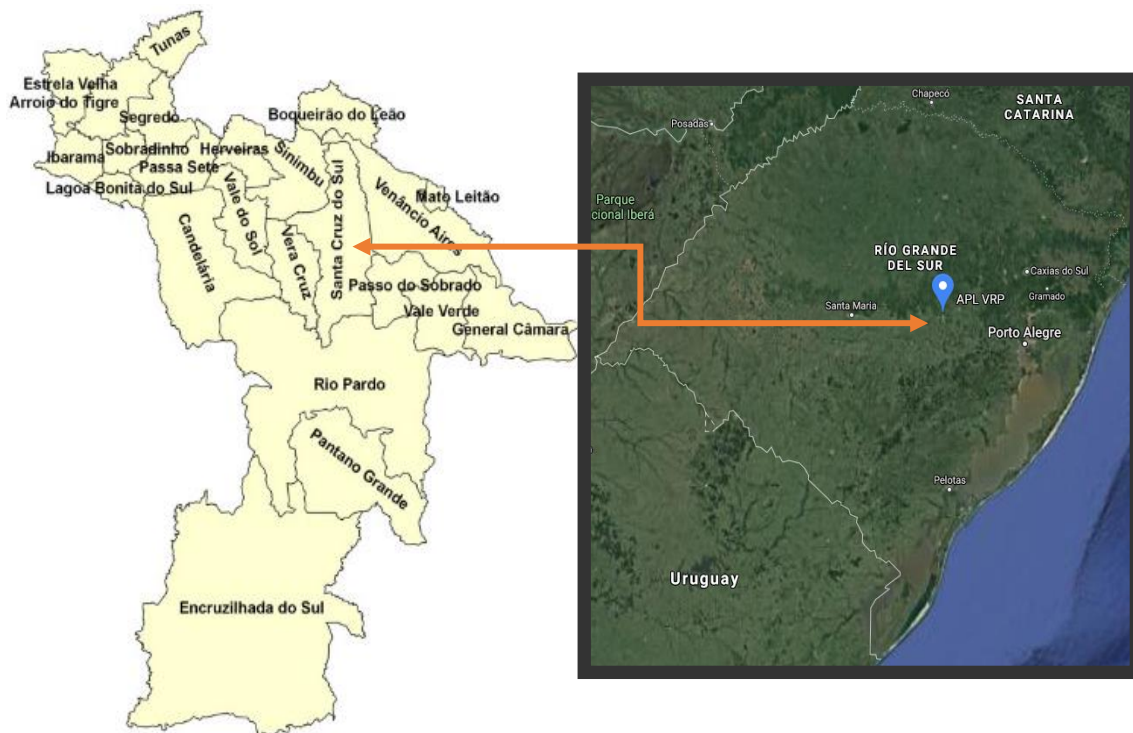 Tunas
Estrela Velha
Arroio do Tigre
Segredo
Boqueirão do Leão
Ibarama
Sobradinho
Herveiras
Passa Sete
Sinimbu
Lagoa Bonita do Sul
Vale do Sol
Santa Cruz do Sul
Venâncio Aires
Mato Leitão
Candelária
Vera Cruz
Passo do Sobrado
Vale Verde
General Câmara
Rio Pardo
Pantano Grande
Encruzilhada do Sul
Chapecó
SANTA
CATARINA
Posadas
Parque
cional Iberá
RÍO GRANDE
DEL SUR
Caxias do Sul
Gramado
APL VRP
Santa Maria
Porto Alegre
Pelotas
Uruguay